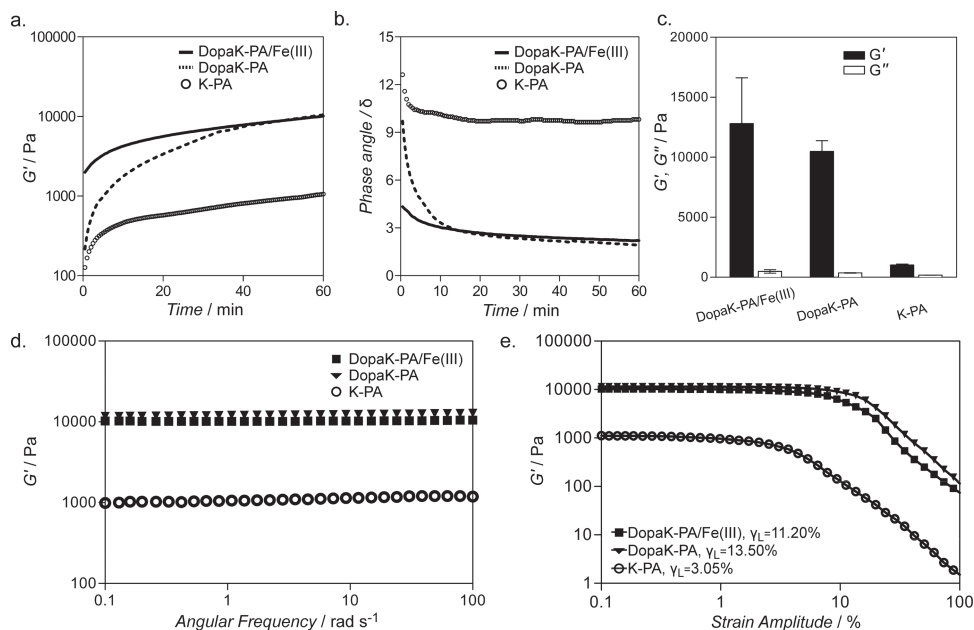 a.
100000
10000
1000
100
G′ / Pa
DopaK-PA/Fe(III)
DopaK-PA
K-PA
0 10 20 30 40 50 60
Time / min
b.
15
12
9
6
3
0
Phase angle / δ
DopaK-PA/Fe(III)
DopaK-PA
K-PA
0 10 20 30 40 50 60
Time / min
c.
20000
15000
10000
5000
0
G′, G″ / Pa
G′
G″
DopaK-PA/Fe(III)
DopaK-PA
K-PA
d.
100000
10000
1000
100
G′ / Pa
DopaK-PA/Fe(III)
DopaK-PA
K-PA
0.1 1 10 100
Angular Frequency / rad s⁻¹
e.
100000
10000
1000
100
10
1
G′ / Pa
DopaK-PA/Fe(III), γL=11.20%
DopaK-PA, γL=13.50%
K-PA, γL=3.05%
0.1 1 10 100
Strain Amplitude / %